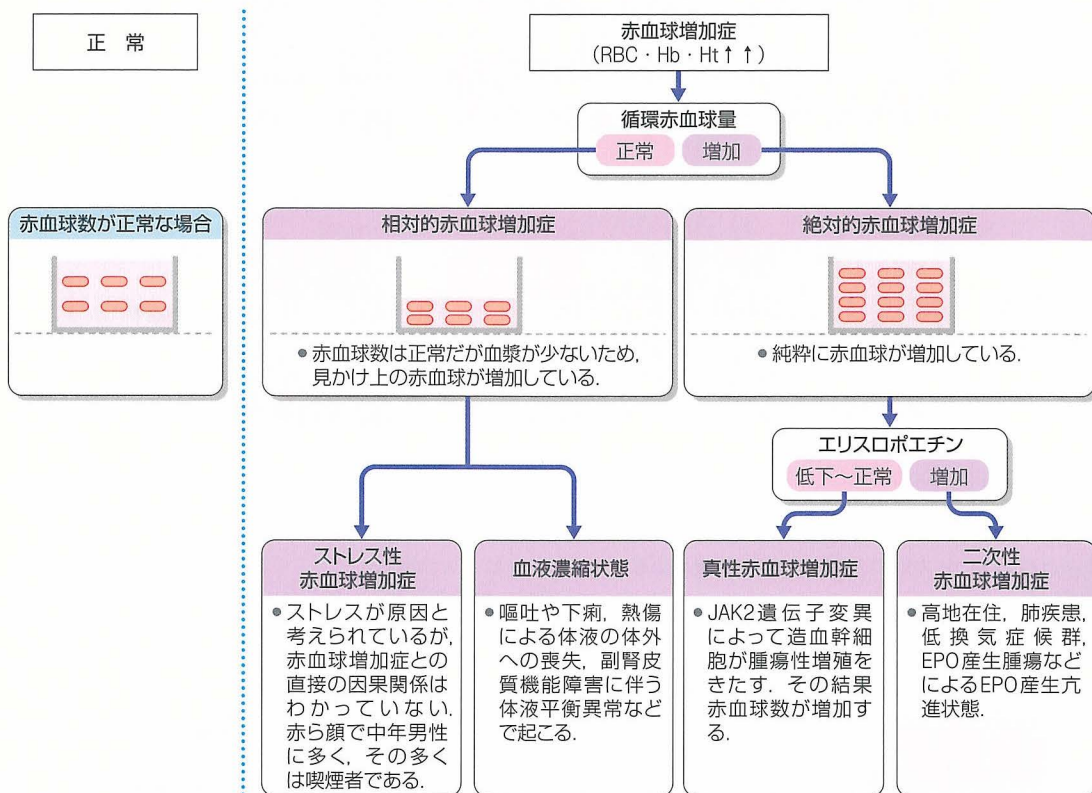 正常
赤血球増加症
(RBC・Hb・Ht↑↑)
循環赤血球量
正常 増加
赤血球数が正常な場合
相対的赤血球増加症
赤血球数は正常だが血漿が少ないため,
見かけ上の赤血球が増加している.
絶対的赤血球増加症
純粋に赤血球が増加している.
エリスロポエチン
低下～正常 増加
ストレス性
赤血球増加症
ストレスが原因と
考えられているが,
赤血球増加症との
直接の因果関係は
わかっていない.
赤ら顔で中年男性
に多く, その多く
は喫煙者である.
血液濃縮状態
嘔吐や下痢, 熱傷
による体液の体外
への喪失, 副腎皮
質機能障害に伴う
体液平衡異常など
で起こる.
真性赤血球増加症
JAK2遺伝子変異
によって造血幹細
胞が腫瘍性増殖を
きたす. その結果
赤血球数が増加す
る.
二次性
赤血球増加症
高地在住, 肺疾患,
低換気症候群,
EPO産生腫瘍など
によるEPO産生亢
進状態.